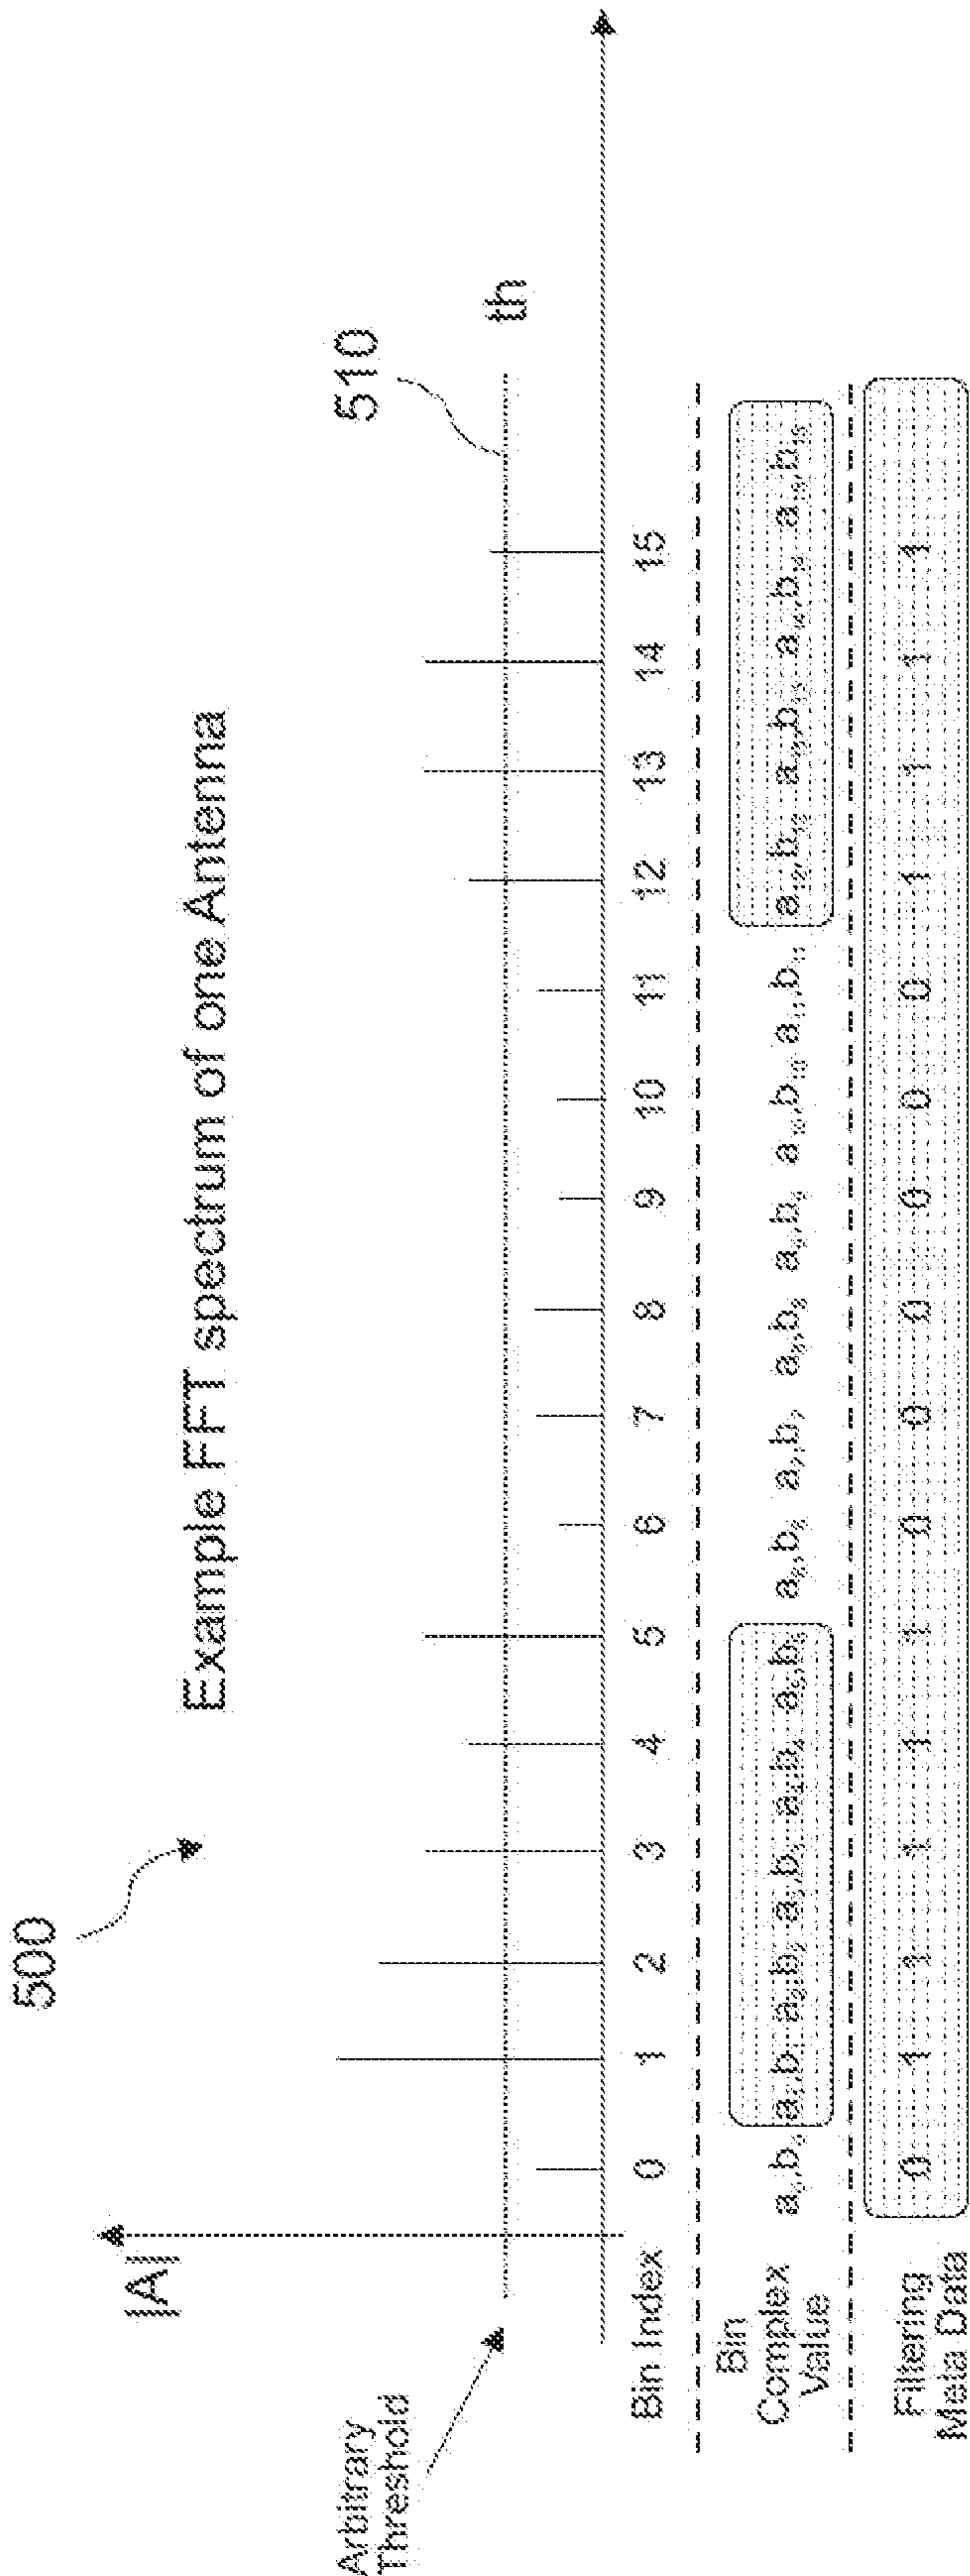 500
Example FFT spectrum of one Antenna
|A|
510
Arbitrary
Threshold
th
Bin Index 0 1 2 3 4 5 6 7 8 9 10 11 12 13 14 15
Bin
Complex
Value
a₀,b₀ a₁,b₁ a₂,b₂ a₃,b₃ a₄,b₄ a₅,b₅ a₆,b₆ a₇,b₇ a₈,b₈ a₉,b₉ a₁₀,b₁₀ a₁₁,b₁₁ a₁₂,b₁₂ a₁₃,b₁₃ a₁₄,b₁₄ a₁₅,b₁₅
Filtering
Meta Data
0 1 1 1 1 1 0 0 0 0 0 0 1 1 1 1